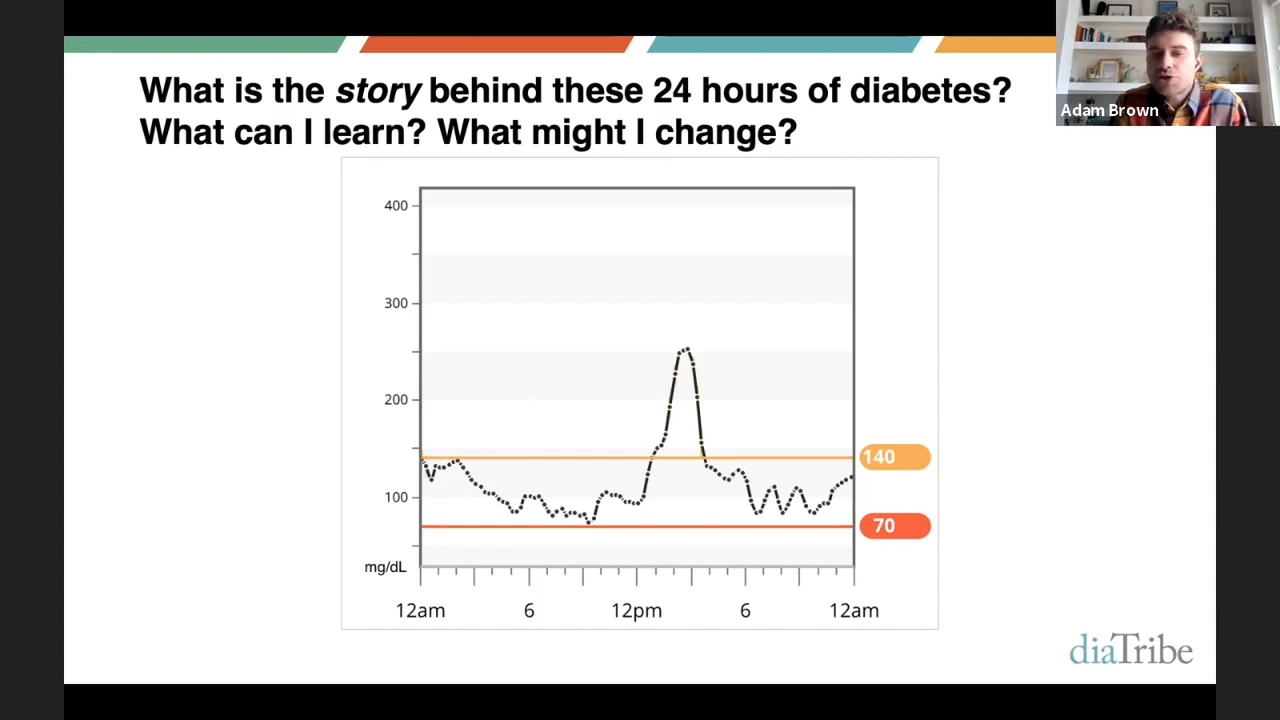 What is the story behind these 24 hours of diabetes?
What can I learn? What might I change?
Adam Brown
400
300
200
140
100
70
mg/dL
12am 6 12pm 6 12am
diaTribe